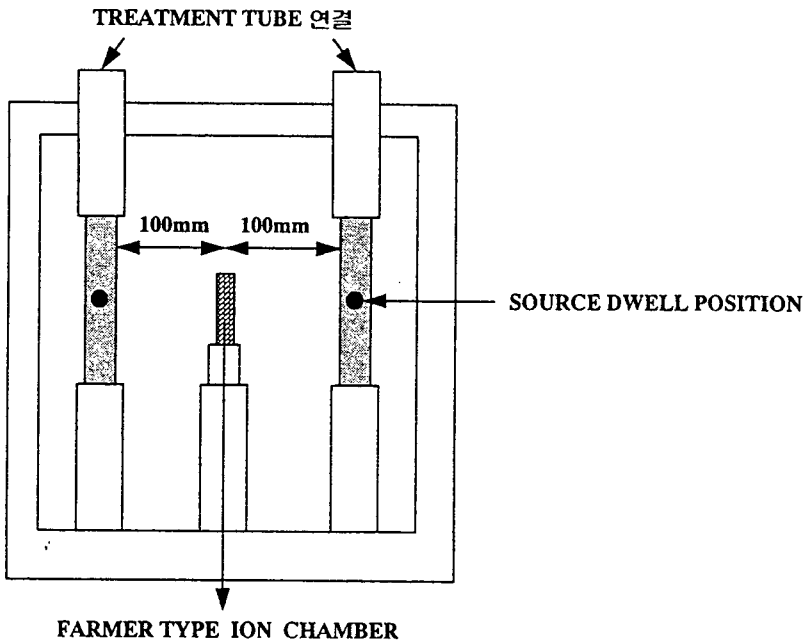 TREATMENT TUBE 연결
100mm 100mm
SOURCE DWELL POSITION
FARMER TYPE ION CHAMBER